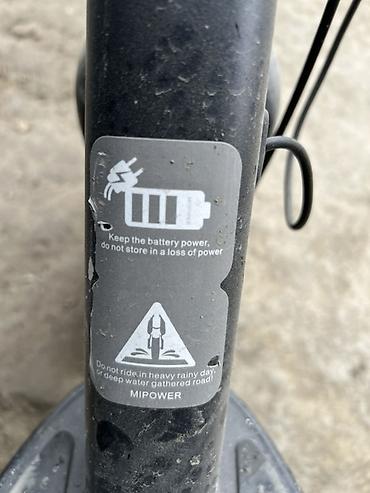 Keep the battery power,
do not store in a loss of power
Do not ride in heavy rainy day,
or deep water gathered road!
MIPOWER